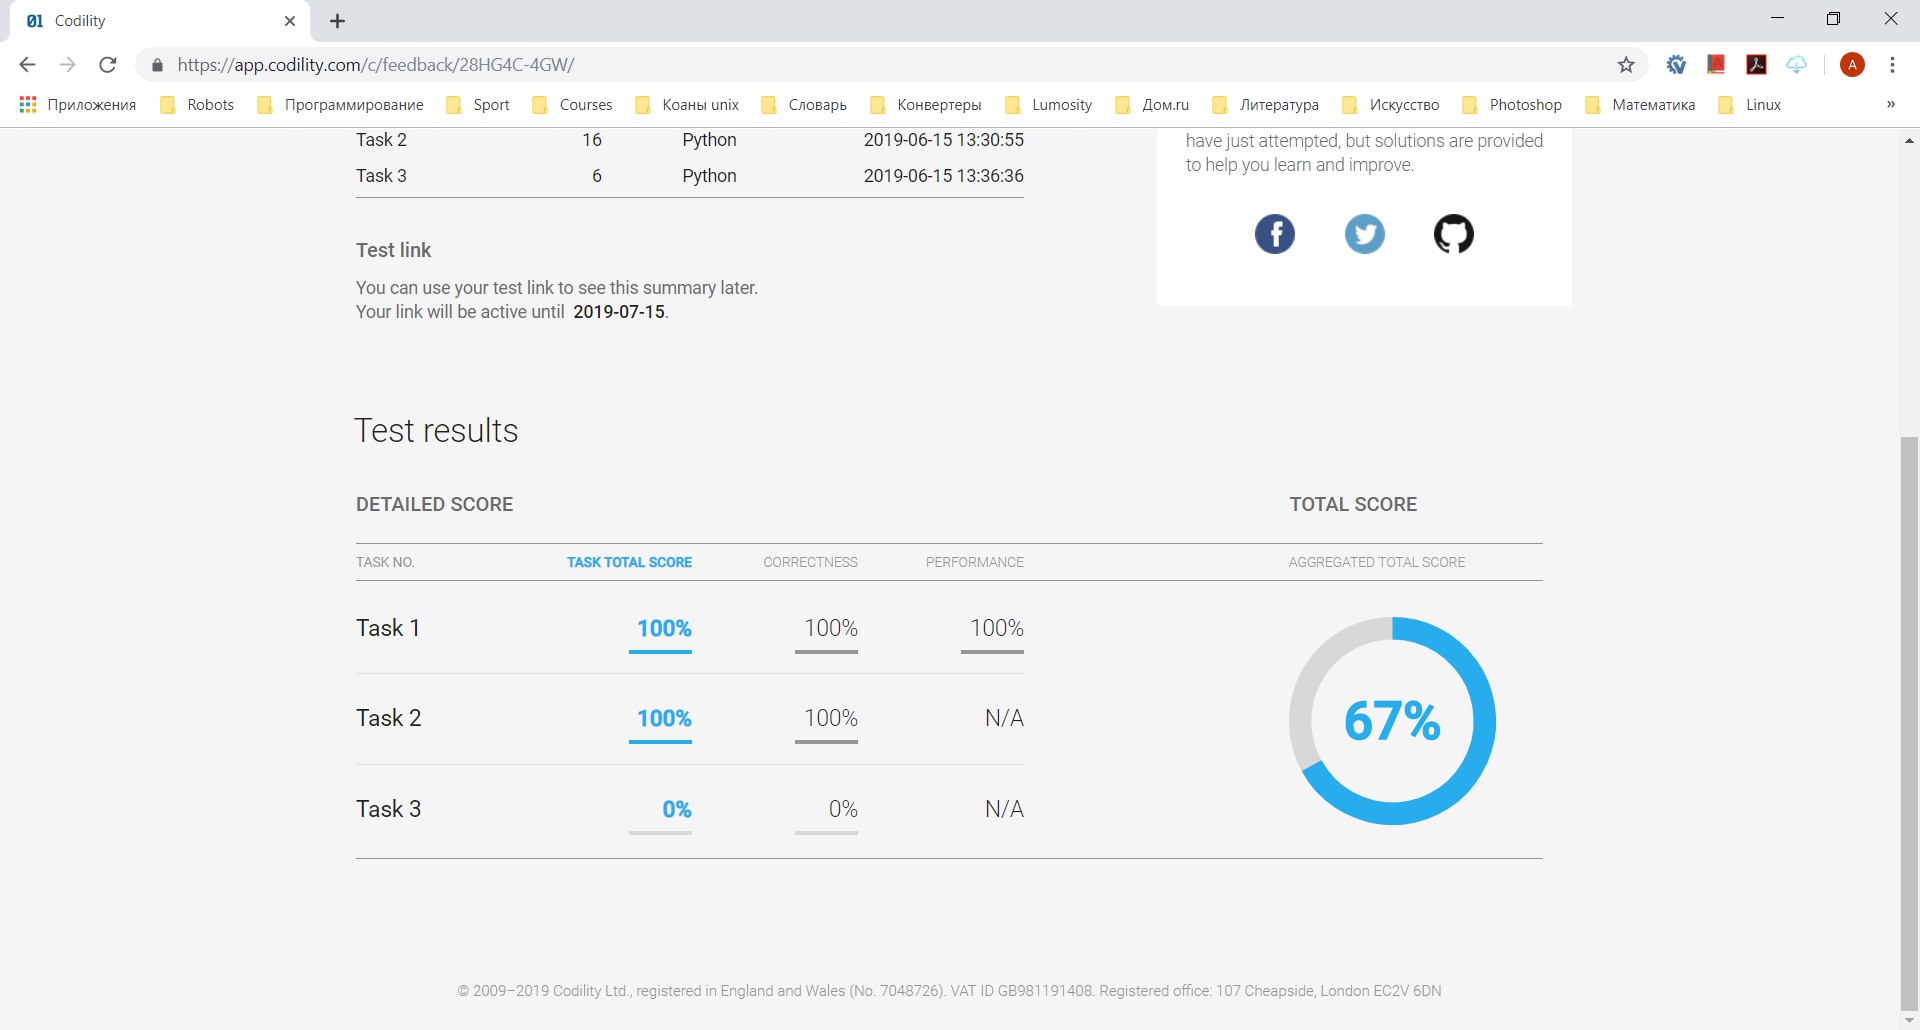 01 Codility
https://app.codility.com/c/feedback/28HG4C-4GW/
A
Приложения Robots Программирование Sport Courses Коаны unix Словарь Конвертеры Lumosity Дом.ru Литература Искусство Photoshop Математика Linux »
Task 2 16 Python 2019-06-15 13:30:55
Task 3 6 Python 2019-06-15 13:36:36
have just attempted, but solutions are provided
to help you learn and improve.
Test link
You can use your test link to see this summary later.
Your link will be active until 2019-07-15.
Test results
DETAILED SCORE TOTAL SCORE
TASK NO. TASK TOTAL SCORE CORRECTNESS PERFORMANCE AGGREGATED TOTAL SCORE
Task 1 100% 100% 100%
Task 2 100% 100% N/A
67%
Task 3 0% 0% N/A
© 2009–2019 Codility Ltd., registered in England and Wales (No. 7048726). VAT ID GB981191408. Registered office: 107 Cheapside, London EC2V 6DN